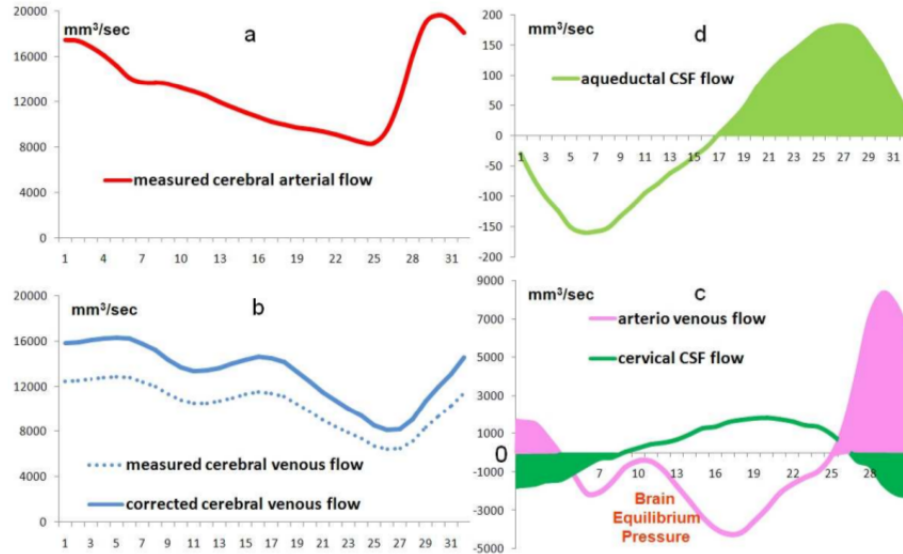 20000
mm³/sec
a
16000
12000
8000
measured cerebral arterial flow
4000
0
1 4 7 10 13 16 19 22 25 28 31
200
mm³/sec
d
150
aqueductal CSF flow
100
50
0
1 3 5 7 9 11 13 15 17 19 21 23 25 27 29 31
-50
-100
-150
-200
20000
mm³/sec
b
16000
12000
8000
measured cerebral venous flow
4000
corrected cerebral venous flow
0
1 3 5 7 9 11 13 15 17 19 21 23 25 27 29 31
9000
mm³/sec
c
arterio venous flow
7000
cervical CSF flow
5000
3000
1000
0
7 10 13 16 19 22 25 28
-1000
-3000
Brain
Equilibrium
Pressure
-5000